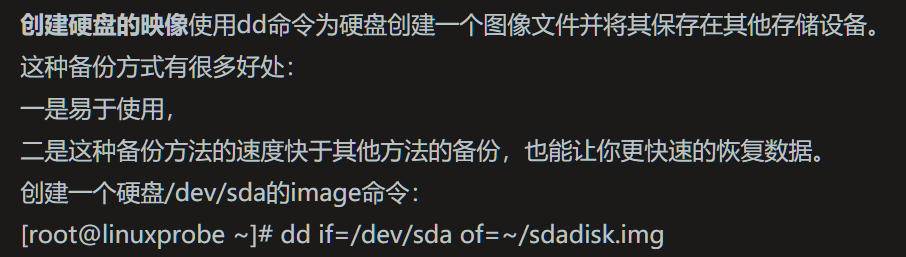 创建硬盘的映像使用dd命令为硬盘创建一个图像文件并将其保存在其他存储设备。
这种备份方式有很多好处：
一是易于使用，
二是这种备份方法的速度快于其他方法的备份，也能让你更快速的恢复数据。
创建一个硬盘/dev/sda的image命令：
[root@linuxprobe ~]# dd if=/dev/sda of=~/sdadisk.img